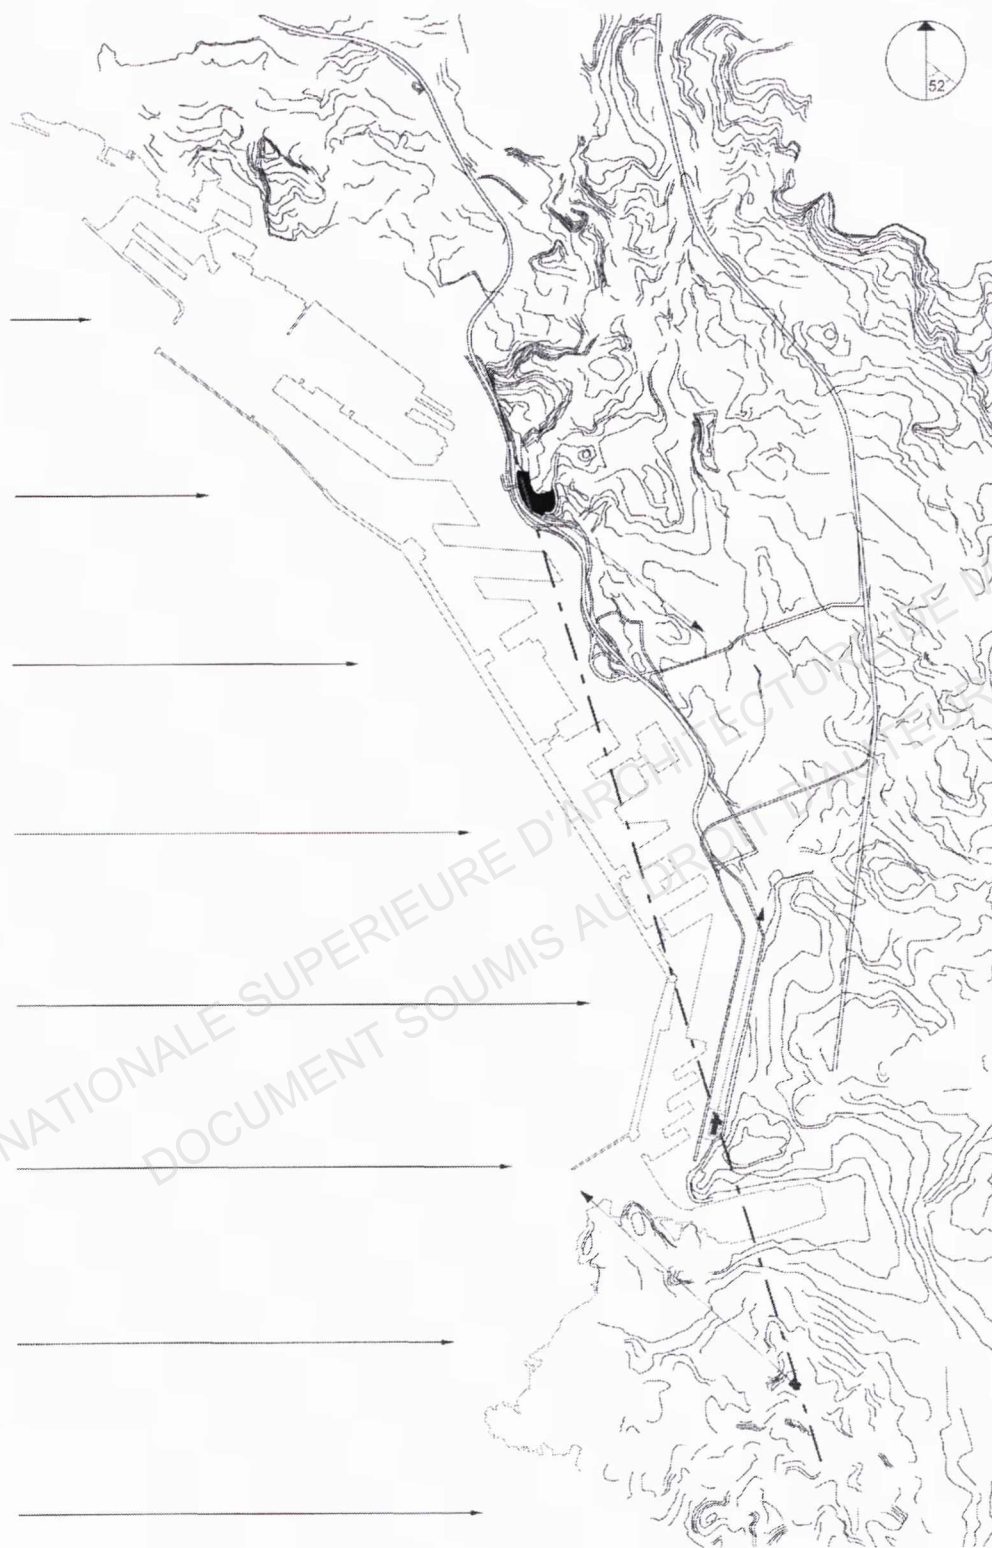 52
NATIONALE SUPERIEURE D'ARCHITECTURE DE M
DOCUMENT SOUMIS AU DROIT D'AUTEUR